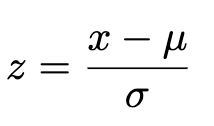 z = (x − μ) / σ